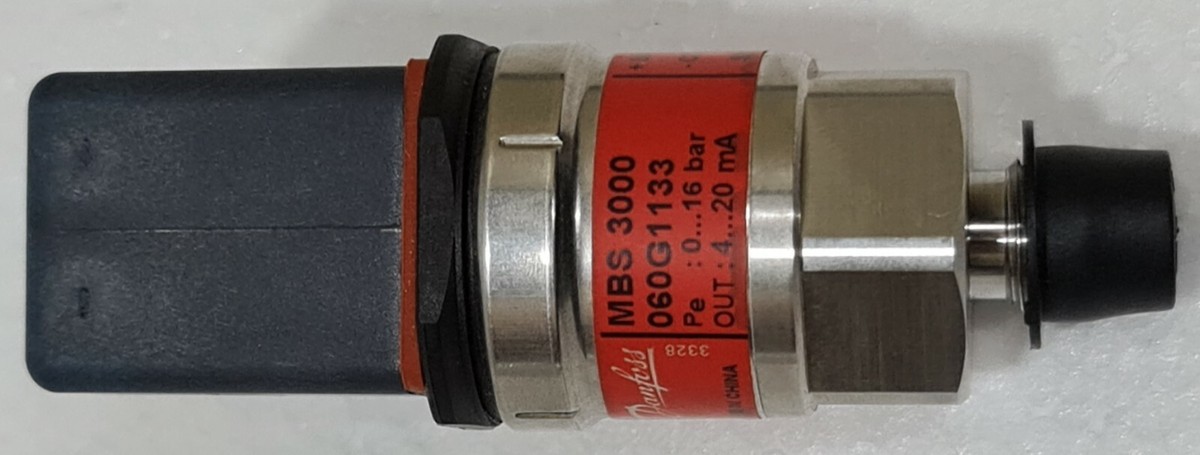 Danfoss
MBS 3000
060G1133
Pe : 0...16 bar
OUT : 4...20 mA
3328
CHINA